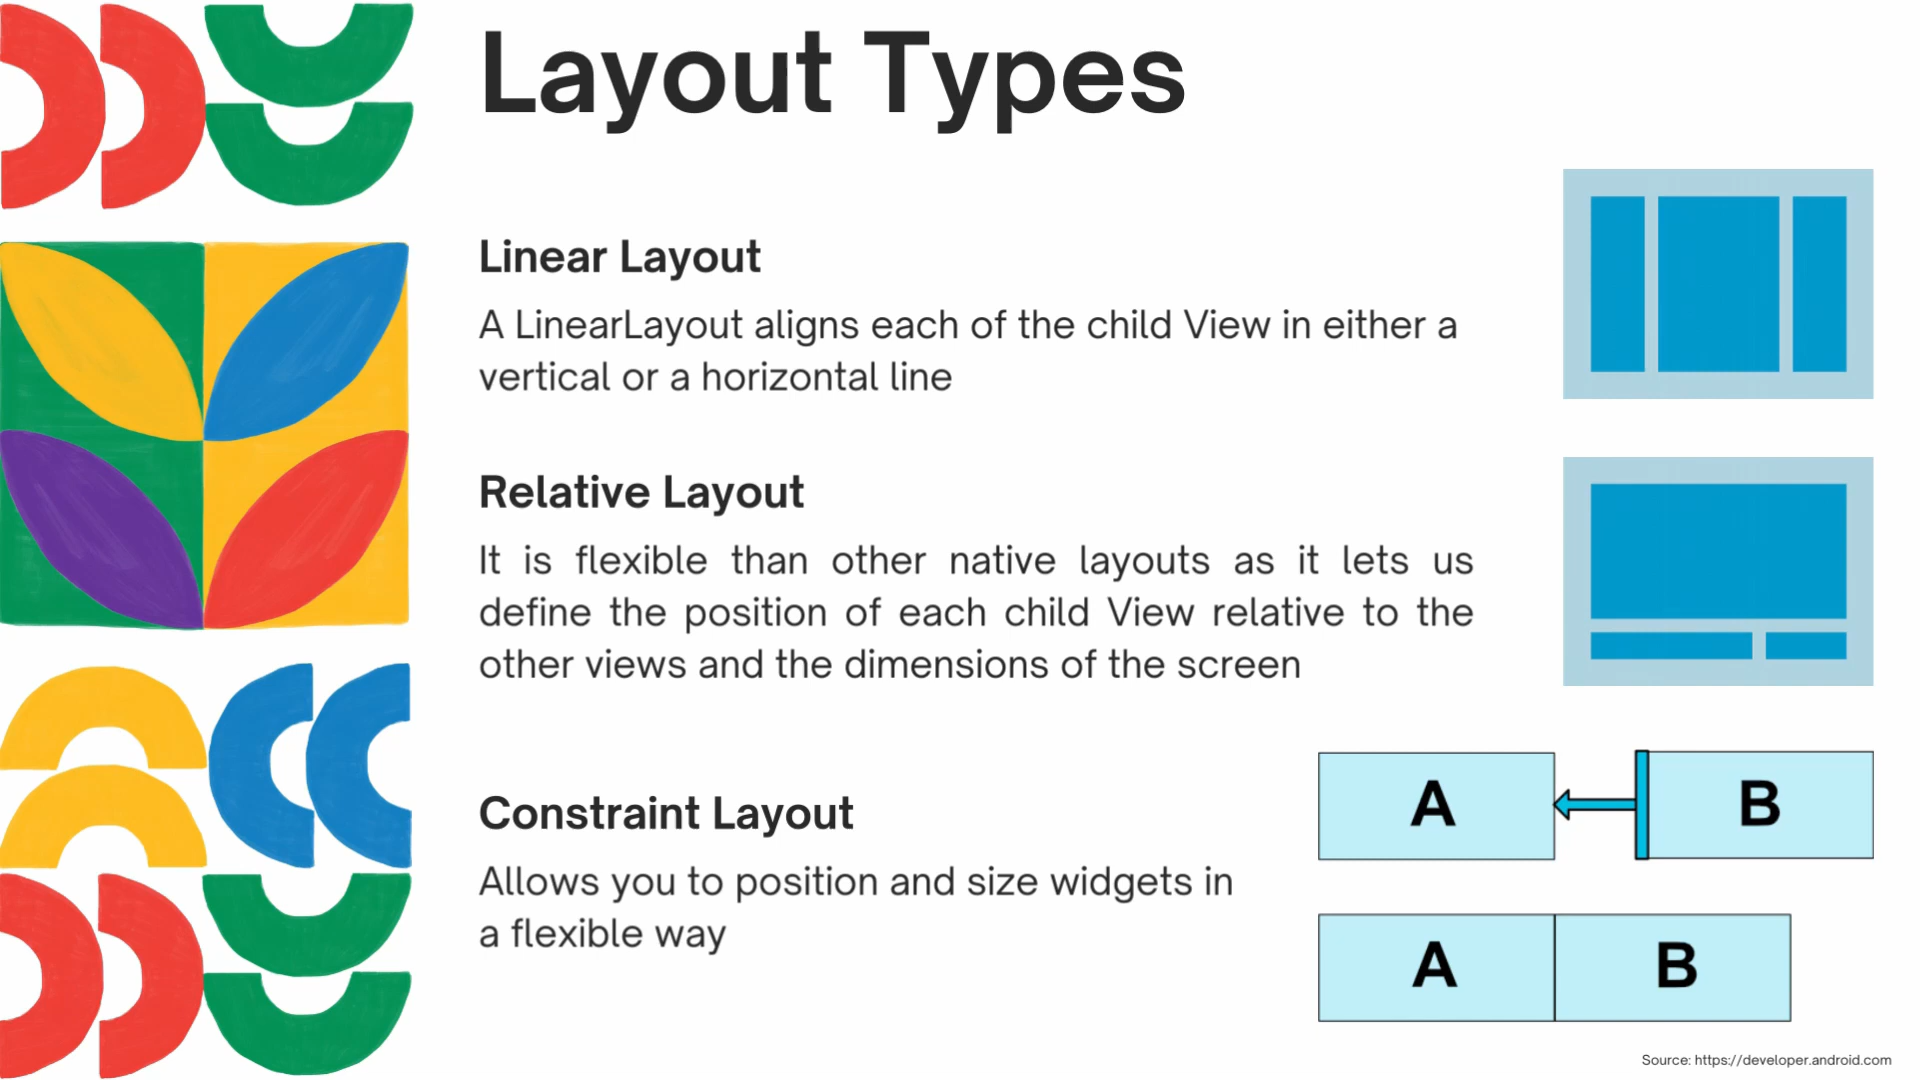 Layout Types
Linear Layout
A LinearLayout aligns each of the child View in either a
vertical or a horizontal line
Relative Layout
It is flexible than other native layouts as it lets us
define the position of each child View relative to the
other views and the dimensions of the screen
Constraint Layout
Allows you to position and size widgets in
a flexible way
A B
A B
Source: https://developer.android.com